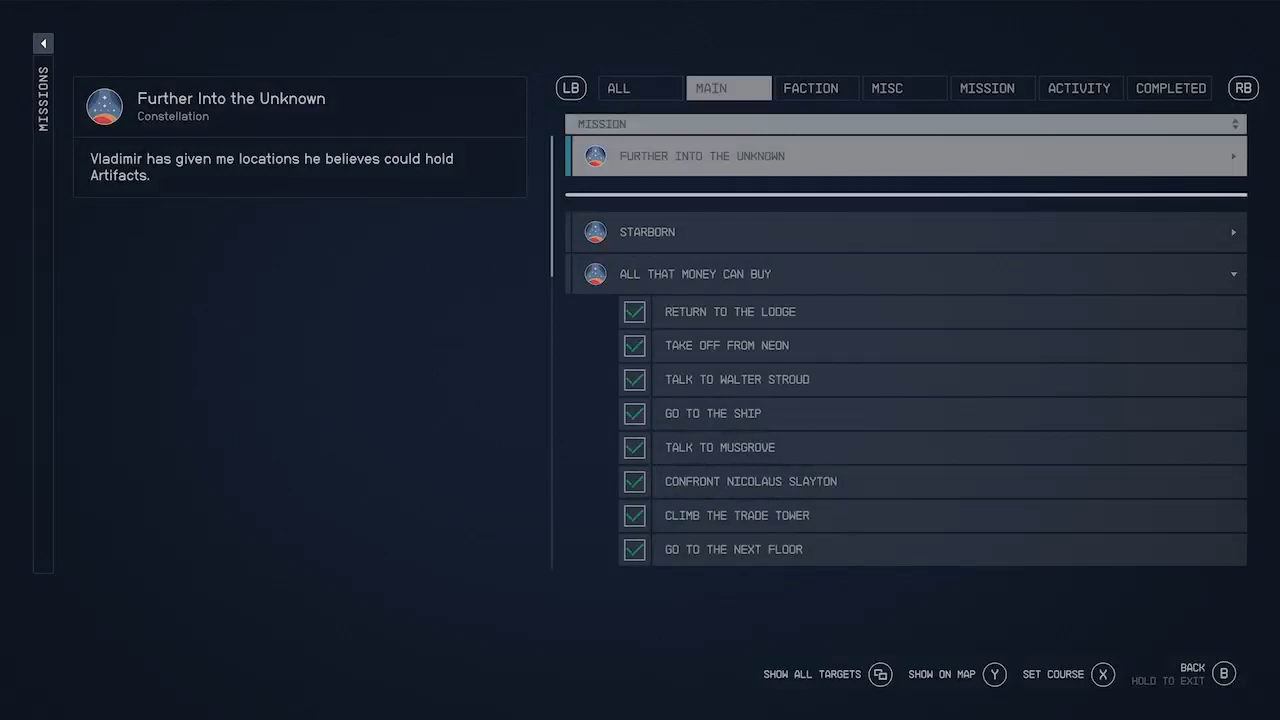 MISSIONS
Further Into the Unknown
Constellation
Vladimir has given me locations he believes could hold
Artifacts.
LB ALL MAIN FACTION MISC MISSION ACTIVITY COMPLETED RB
MISSION
FURTHER INTO THE UNKNOWN
STARBORN
ALL THAT MONEY CAN BUY
RETURN TO THE LODGE
TAKE OFF FROM NEON
TALK TO WALTER STROUD
GO TO THE SHIP
TALK TO MUSGROVE
CONFRONT NICOLAUS SLAYTON
CLIMB THE TRADE TOWER
GO TO THE NEXT FLOOR
SHOW ALL TARGETS SHOW ON MAP Y SET COURSE X BACK B
HOLD TO EXIT